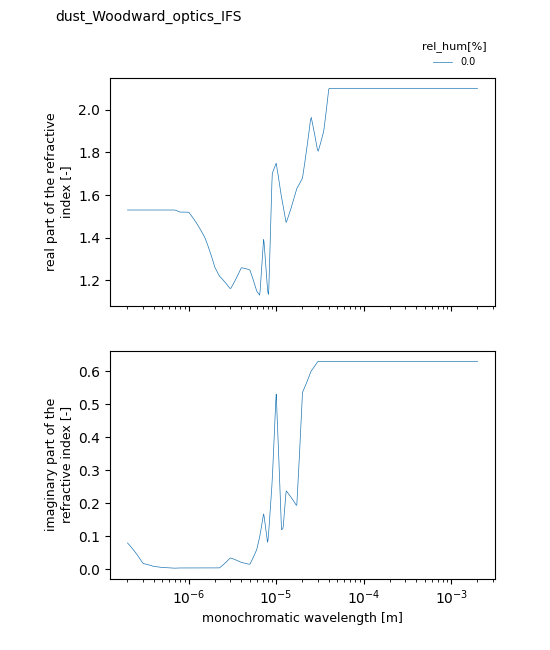 dust_Woodward_optics_IFS
rel_hum[%]
0.0
real part of the refractive
index [-]
2.0
1.8
1.6
1.4
1.2
imaginary part of the
refractive index [-]
0.6
0.5
0.4
0.3
0.2
0.1
0.0
10⁻⁶ 10⁻⁵ 10⁻⁴ 10⁻³
monochromatic wavelength [m]